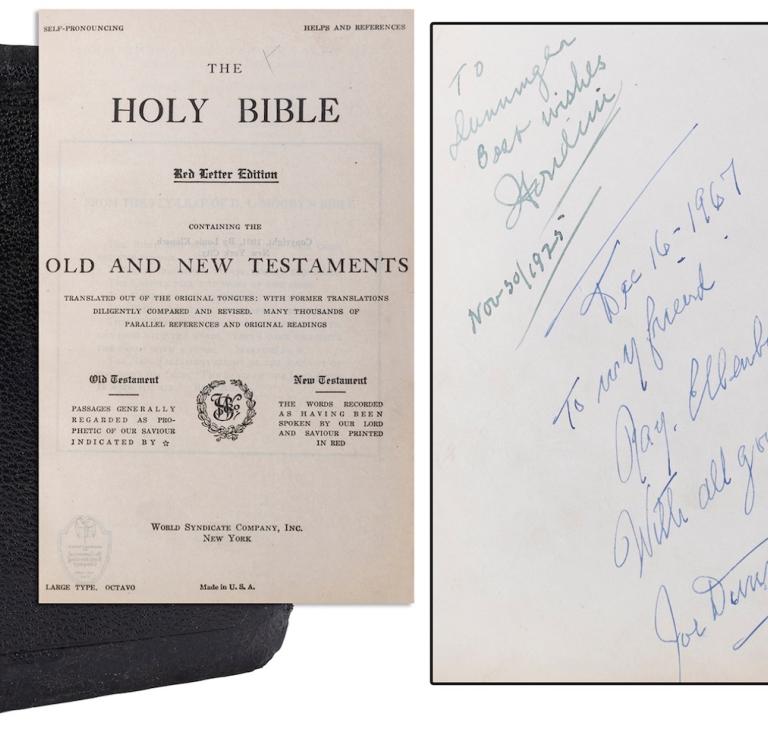 SELF-PRONOUNCING HELPS AND REFERENCES
THE
HOLY BIBLE
Red Letter Edition
CONTAINING THE
OLD AND NEW TESTAMENTS
TRANSLATED OUT OF THE ORIGINAL TONGUES: WITH FORMER TRANSLATIONS
DILIGENTLY COMPARED AND REVISED. MANY THOUSANDS OF
PARALLEL REFERENCES AND ORIGINAL READINGS
Old Testament
PASSAGES GENERALLY
REGARDED AS PRO-
PHETIC OF OUR SAVIOUR
INDICATED BY ☆
New Testament
THE WORDS RECORDED
AS HAVING BEEN
SPOKEN BY OUR LORD
AND SAVIOUR PRINTED
IN RED
WORLD SYNDICATE COMPANY, INC.
NEW YORK
LARGE TYPE, OCTAVO Made in U. S. A.
To
Dunninger
Best wishes
Houdini
Nov 30/1925
Dec 16-1967
To my friend
Ray.
With all
Joe